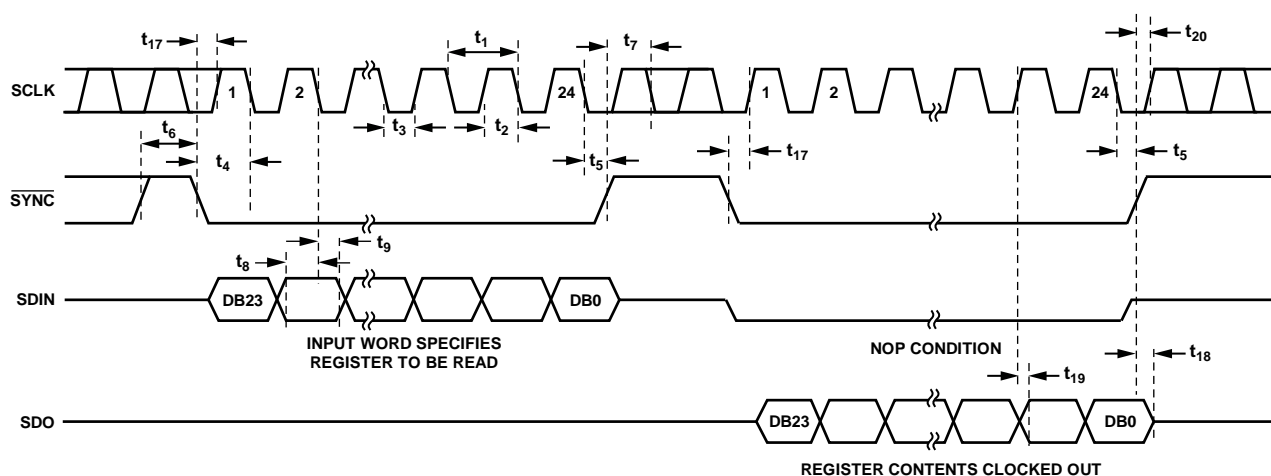 t17
t1
t7
t20
SCLK
1
2
24
1
2
24
t6
t3
t2
t4
t5
t17
t5
SYNC
t9
t8
SDIN
DB23
DB0
INPUT WORD SPECIFIES
REGISTER TO BE READ
NOP CONDITION
t18
t19
SDO
DB23
DB0
REGISTER CONTENTS CLOCKED OUT